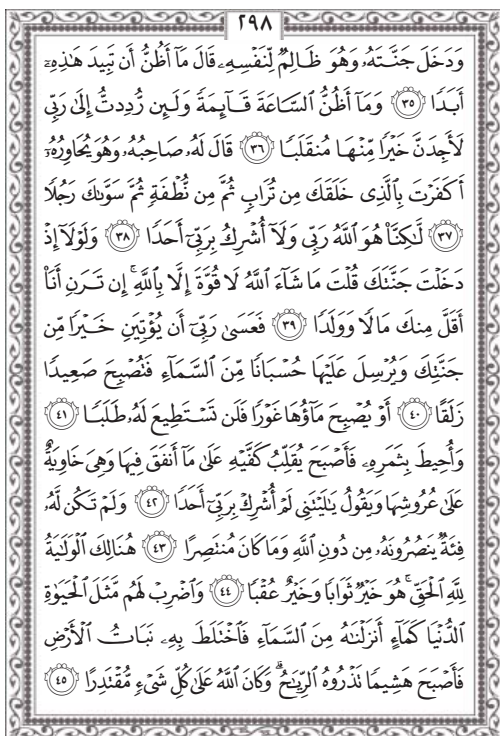 ٢٩٨
وَدَخَلَ جَنَّتَهُۥ وَهُوَ ظَالِمٌ لِّنَفْسِهِۦ قَالَ مَآ أَظُنُّ أَن تَبِيدَ هَٰذِهِۦٓ
أَبَدًا ٣٥ وَمَآ أَظُنُّ ٱلسَّاعَةَ قَآئِمَةً وَلَئِن رُّدِدتُّ إِلَىٰ رَبِّى
لَأَجِدَنَّ خَيْرًا مِّنْهَا مُنقَلَبًا ٣٦ قَالَ لَهُۥ صَاحِبُهُۥ وَهُوَ يُحَاوِرُهُۥٓ
أَكَفَرْتَ بِٱلَّذِى خَلَقَكَ مِن تُرَابٍ ثُمَّ مِن نُّطْفَةٍ ثُمَّ سَوَّىٰكَ رَجُلًا
٣٧ لَّٰكِنَّا۠ هُوَ ٱللَّهُ رَبِّى وَلَآ أُشْرِكُ بِرَبِّىٓ أَحَدًا ٣٨ وَلَوْلَآ إِذْ
دَخَلْتَ جَنَّتَكَ قُلْتَ مَا شَآءَ ٱللَّهُ لَا قُوَّةَ إِلَّا بِٱللَّهِ ۚ إِن تَرَنِ أَنَا۠
أَقَلَّ مِنكَ مَالًا وَوَلَدًا ٣٩ فَعَسَىٰ رَبِّىٓ أَن يُؤْتِيَنِ خَيْرًا مِّن
جَنَّتِكَ وَيُرْسِلَ عَلَيْهَا حُسْبَانًا مِّنَ ٱلسَّمَآءِ فَتُصْبِحَ صَعِيدًا
زَلَقًا ٤٠ أَوْ يُصْبِحَ مَآؤُهَا غَوْرًا فَلَن تَسْتَطِيعَ لَهُۥ طَلَبًا ٤١
وَأُحِيطَ بِثَمَرِهِۦ فَأَصْبَحَ يُقَلِّبُ كَفَّيْهِ عَلَىٰ مَآ أَنفَقَ فِيهَا وَهِىَ خَاوِيَةٌ
عَلَىٰ عُرُوشِهَا وَيَقُولُ يَٰلَيْتَنِى لَمْ أُشْرِكْ بِرَبِّىٓ أَحَدًا ٤٢ وَلَمْ تَكُن لَّهُۥ
فِئَةٌ يَنصُرُونَهُۥ مِن دُونِ ٱللَّهِ وَمَا كَانَ مُنتَصِرًا ٤٣ هُنَالِكَ ٱلْوَلَٰيَةُ
لِلَّهِ ٱلْحَقِّ ۚ هُوَ خَيْرٌ ثَوَابًا وَخَيْرٌ عُقْبًا ٤٤ وَٱضْرِبْ لَهُم مَّثَلَ ٱلْحَيَوٰةِ
ٱلدُّنْيَا كَمَآءٍ أَنزَلْنَٰهُ مِنَ ٱلسَّمَآءِ فَٱخْتَلَطَ بِهِۦ نَبَاتُ ٱلْأَرْضِ
فَأَصْبَحَ هَشِيمًا تَذْرُوهُ ٱلرِّيَٰحُ ۗ وَكَانَ ٱللَّهُ عَلَىٰ كُلِّ شَىْءٍ مُّقْتَدِرًا ٤٥